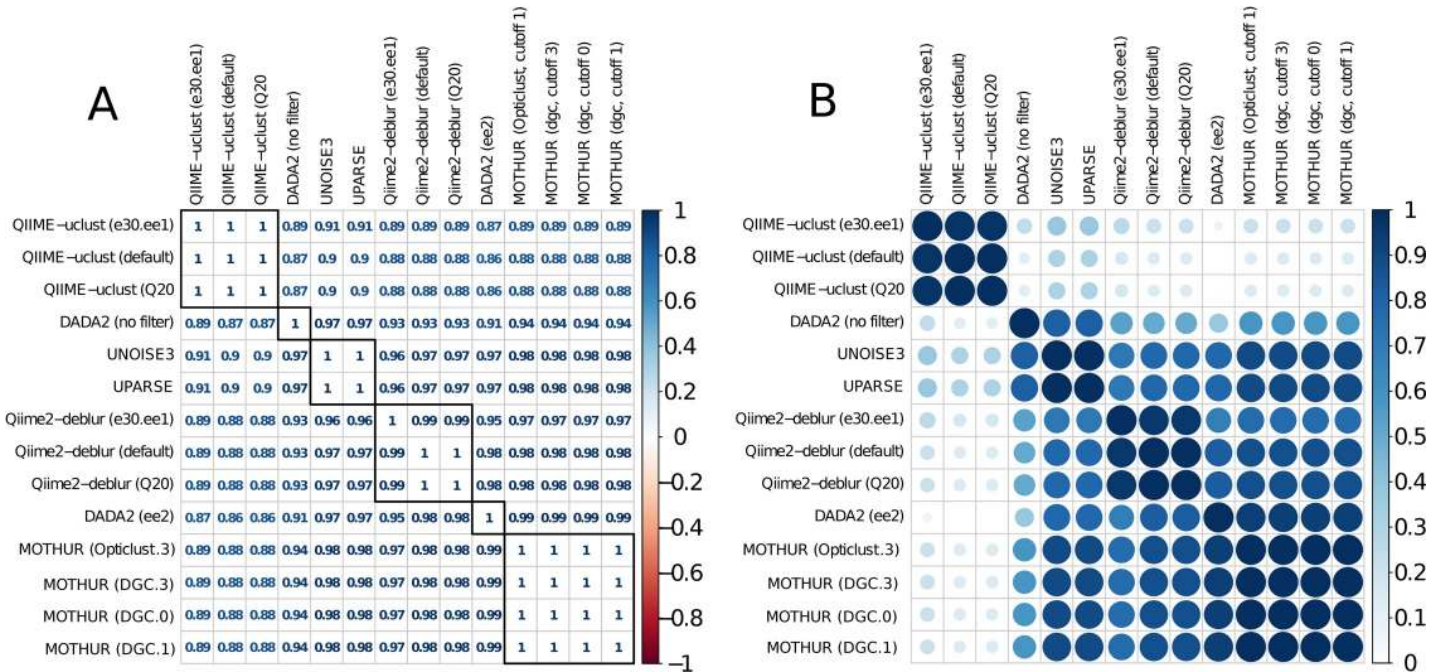 A
QIIME-uclust (e30.ee1)
QIIME-uclust (default)
QIIME-uclust (Q20
DADA2 (no filter)
UNOISE3
UPARSE
Qiime2-deblur (e30.ee1)
Qiime2-deblur (default)
Qiime2-deblur (Q20)
DADA2 (ee2)
MOTHUR (Opticlust, cutoff 1)
MOTHUR (dgc, cutoff 3)
MOTHUR (dgc, cutoff 0)
MOTHUR (dgc, cutoff 1)
QIIME-uclust (e30.ee1) 1 1 1 0.89 0.91 0.91 0.89 0.89 0.89 0.87 0.89 0.89 0.89 0.89
QIIME-uclust (default) 1 1 1 0.87 0.9 0.9 0.88 0.88 0.88 0.86 0.88 0.88 0.88 0.88
QIIME-uclust (Q20 1 1 1 0.87 0.9 0.9 0.88 0.88 0.88 0.86 0.88 0.88 0.88 0.88
DADA2 (no filter) 0.89 0.87 0.87 1 0.97 0.97 0.93 0.93 0.93 0.91 0.94 0.94 0.94 0.94
UNOISE3 0.91 0.9 0.9 0.97 1 1 0.96 0.97 0.97 0.97 0.98 0.98 0.98 0.98
UPARSE 0.91 0.9 0.9 0.97 1 1 0.96 0.97 0.97 0.97 0.98 0.98 0.98 0.98
Qiime2-deblur (e30.ee1) 0.89 0.88 0.88 0.93 0.96 0.96 1 0.99 0.99 0.95 0.97 0.97 0.97 0.97
Qiime2-deblur (default) 0.89 0.88 0.88 0.93 0.97 0.97 0.99 1 1 0.98 0.98 0.98 0.98 0.98
Qiime2-deblur (Q20) 0.89 0.88 0.88 0.93 0.97 0.97 0.99 1 1 0.98 0.98 0.98 0.98 0.98
DADA2 (ee2) 0.87 0.86 0.86 0.91 0.97 0.97 0.95 0.98 0.98 1 0.99 0.99 0.99 0.99
MOTHUR (Opticlust.3) 0.89 0.88 0.88 0.94 0.98 0.98 0.97 0.98 0.98 0.99 1 1 1 1
MOTHUR (DGC.3) 0.89 0.88 0.88 0.94 0.98 0.98 0.97 0.98 0.98 0.99 1 1 1 1
MOTHUR (DGC.0) 0.89 0.88 0.88 0.94 0.98 0.98 0.97 0.98 0.98 0.99 1 1 1 1
MOTHUR (DGC.1) 0.89 0.88 0.88 0.94 0.98 0.98 0.97 0.98 0.98 0.99 1 1 1 1
1
0.8
0.6
0.4
0.2
0
-0.2
-0.4
-0.6
-0.8
-1
B
QIIME-uclust (e30.ee1)
QIIME-uclust (default)
QIIME-uclust (Q20
DADA2 (no filter)
UNOISE3
UPARSE
Qiime2-deblur (e30.ee1)
Qiime2-deblur (default)
Qiime2-deblur (Q20)
DADA2 (ee2)
MOTHUR (Opticlust, cutoff 1)
MOTHUR (dgc, cutoff 3)
MOTHUR (dgc, cutoff 0)
MOTHUR (dgc, cutoff 1)
QIIME-uclust (e30.ee1)
QIIME-uclust (default)
QIIME-uclust (Q20
DADA2 (no filter)
UNOISE3
UPARSE
Qiime2-deblur (e30.ee1)
Qiime2-deblur (default)
Qiime2-deblur (Q20)
DADA2 (ee2)
MOTHUR (Opticlust.3)
MOTHUR (DGC.3)
MOTHUR (DGC.0)
MOTHUR (DGC.1)
1
0.9
0.8
0.7
0.6
0.5
0.4
0.3
0.2
0.1
0